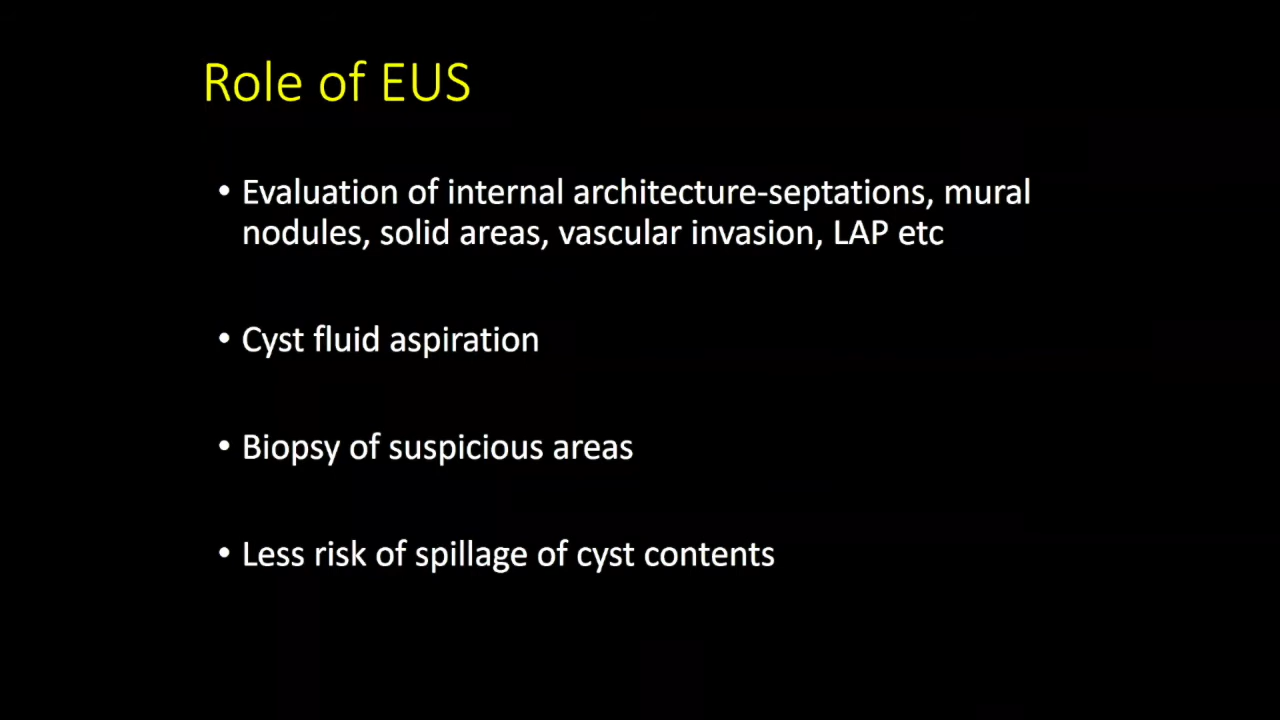 Role of EUS
• Evaluation of internal architecture-septations, mural
nodules, solid areas, vascular invasion, LAP etc
• Cyst fluid aspiration
• Biopsy of suspicious areas
• Less risk of spillage of cyst contents